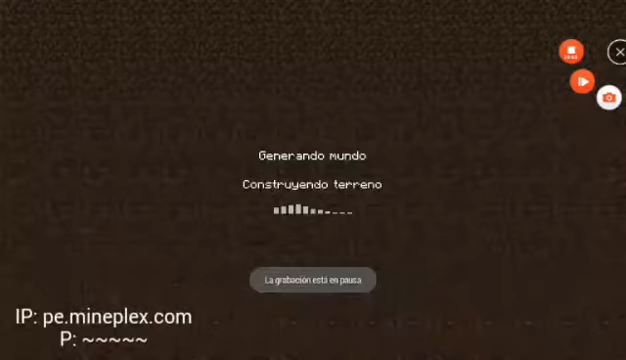 Generando mundo
Construyendo terreno
La grabación está en pausa
IP: pe.mineplex.com
P: ~~~~~